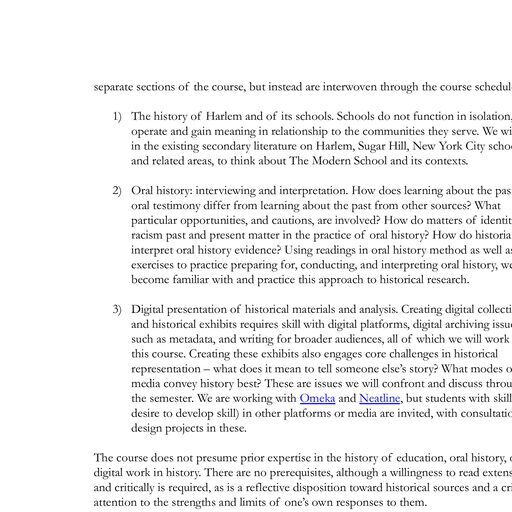 separate sections of the course, but instead are interwoven through the course schedul
1) The history of Harlem and of its schools. Schools do not function in isolation,
operate and gain meaning in relationship to the communities they serve. We wi
in the existing secondary literature on Harlem, Sugar Hill, New York City scho
and related areas, to think about The Modern School and its contexts.
2) Oral history: interviewing and interpretation. How does learning about the pas
oral testimony differ from learning about the past from other sources? What
particular opportunities, and cautions, are involved? How do matters of identit
racism past and present matter in the practice of oral history? How do historia
interpret oral history evidence? Using readings in oral history method as well as
exercises to practice preparing for, conducting, and interpreting oral history, we
become familiar with and practice this approach to historical research.
3) Digital presentation of historical materials and analysis. Creating digital collecti
and historical exhibits requires skill with digital platforms, digital archiving issue
such as metadata, and writing for broader audiences, all of which we will work
this course. Creating these exhibits also engages core challenges in historical
representation – what does it mean to tell someone else's story? What modes o
media convey history best? These are issues we will confront and discuss throu
the semester. We are working with Omeka and Neatline, but students with skill
desire to develop skill) in other platforms or media are invited, with consultatio
design projects in these.
The course does not presume prior expertise in the history of education, oral history, o
digital work in history. There are no prerequisites, although a willingness to read extens
and critically is required, as is a reflective disposition toward historical sources and a cri
attention to the strengths and limits of one's own responses to them.